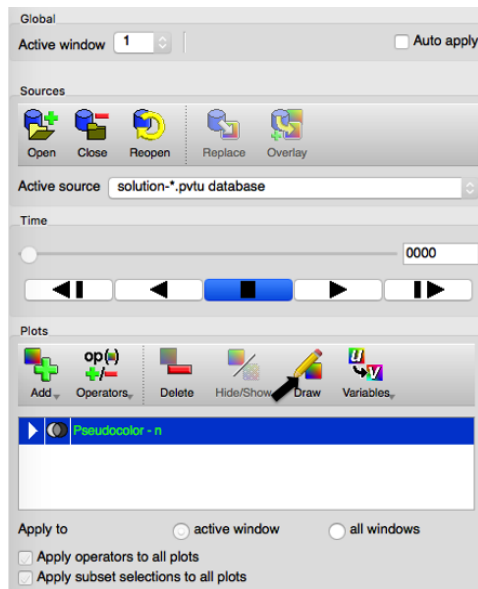 Global
Active window 1 Auto apply
Sources
Open Close Reopen Replace Overlay
Active source solution-*.pvtu database
Time
0000
Plots
op(=)
+/-
u
v
Add Operators Delete Hide/Show Draw Variables
Pseudocolor - n
Apply to active window all windows
Apply operators to all plots
Apply subset selections to all plots